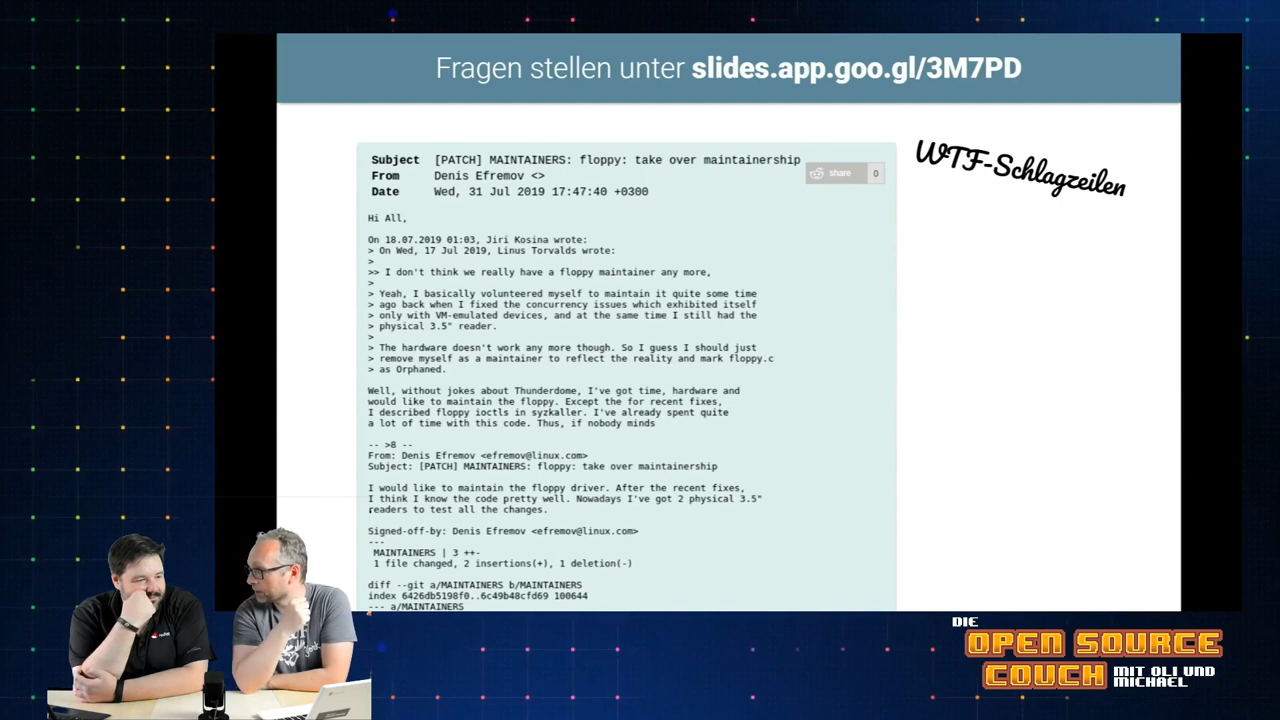 Fragen stellen unter slides.app.goo.gl/3M7PD
WTF-Schlagzeilen
Subject [PATCH] MAINTAINERS: floppy: take over maintainership
From Denis Efremov <>
Date Wed, 31 Jul 2019 17:47:40 +0300
share 0
Hi All,
On 18.07.2019 01:03, Jiri Kosina wrote:
> On Wed, 17 Jul 2019, Linus Torvalds wrote:
>
>> I don't think we really have a floppy maintainer any more,
>
> Yeah, I basically volunteered myself to maintain it quite some time
> ago back when I fixed the concurrency issues which exhibited itself
> only with VM-emulated devices, and at the same time I still had the
> physical 3.5" reader.
>
> The hardware doesn't work any more though. So I guess I should just
> remove myself as a maintainer to reflect the reality and mark floppy.c
> as Orphaned.
Well, without jokes about Thunderdome, I've got time, hardware and
would like to maintain the floppy. Except the for recent fixes,
I described floppy ioctls in syzkaller. I've already spent quite
a lot of time with this code. Thus, if nobody minds
-- >8 --
From: Denis Efremov <efremov@linux.com>
Subject: [PATCH] MAINTAINERS: floppy: take over maintainership
I would like to maintain the floppy driver. After the recent fixes,
I think I know the code pretty well. Nowadays I've got 2 physical 3.5"
readers to test all the changes.
Signed-off-by: Denis Efremov <efremov@linux.com>
---
MAINTAINERS | 3 ++-
1 file changed, 2 insertions(+), 1 deletion(-)
diff --git a/MAINTAINERS b/MAINTAINERS
index 6426db5198f0..6c49b48cfd69 100644
--- a/MAINTAINERS
DIE
OPEN SOURCE
COUCH MIT OLI UND
MICHAEL